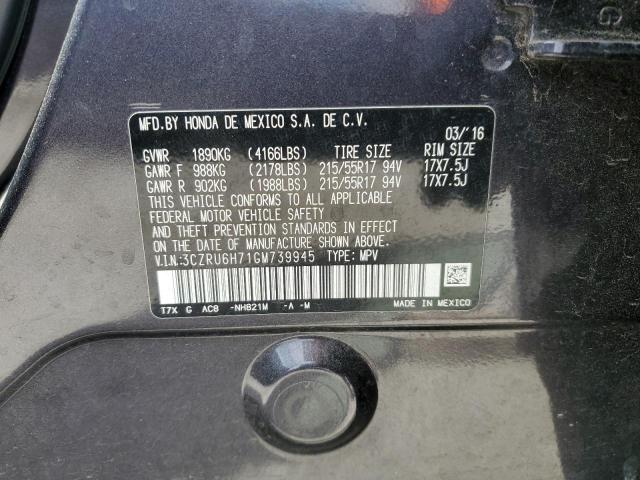 MFD.BY HONDA DE MEXICO S.A. DE C.V.
03/'16
GVWR 1890KG (4166LBS) TIRE SIZE RIM SIZE
GAWR F 988KG (2178LBS) 215/55R17 94V 17X7.5J
GAWR R 902KG (1988LBS) 215/55R17 94V 17X7.5J
THIS VEHICLE CONFORMS TO ALL APPLICABLE
FEDERAL MOTOR VEHICLE SAFETY
AND THEFT PREVENTION STANDARDS IN EFFECT
ON THE DATE OF MANUFACTURE SHOWN ABOVE.
V.I.N.:3CZRU6H71GM739945 TYPE: MPV
T7X G AC8 -NH821M -A -M MADE IN MEXICO